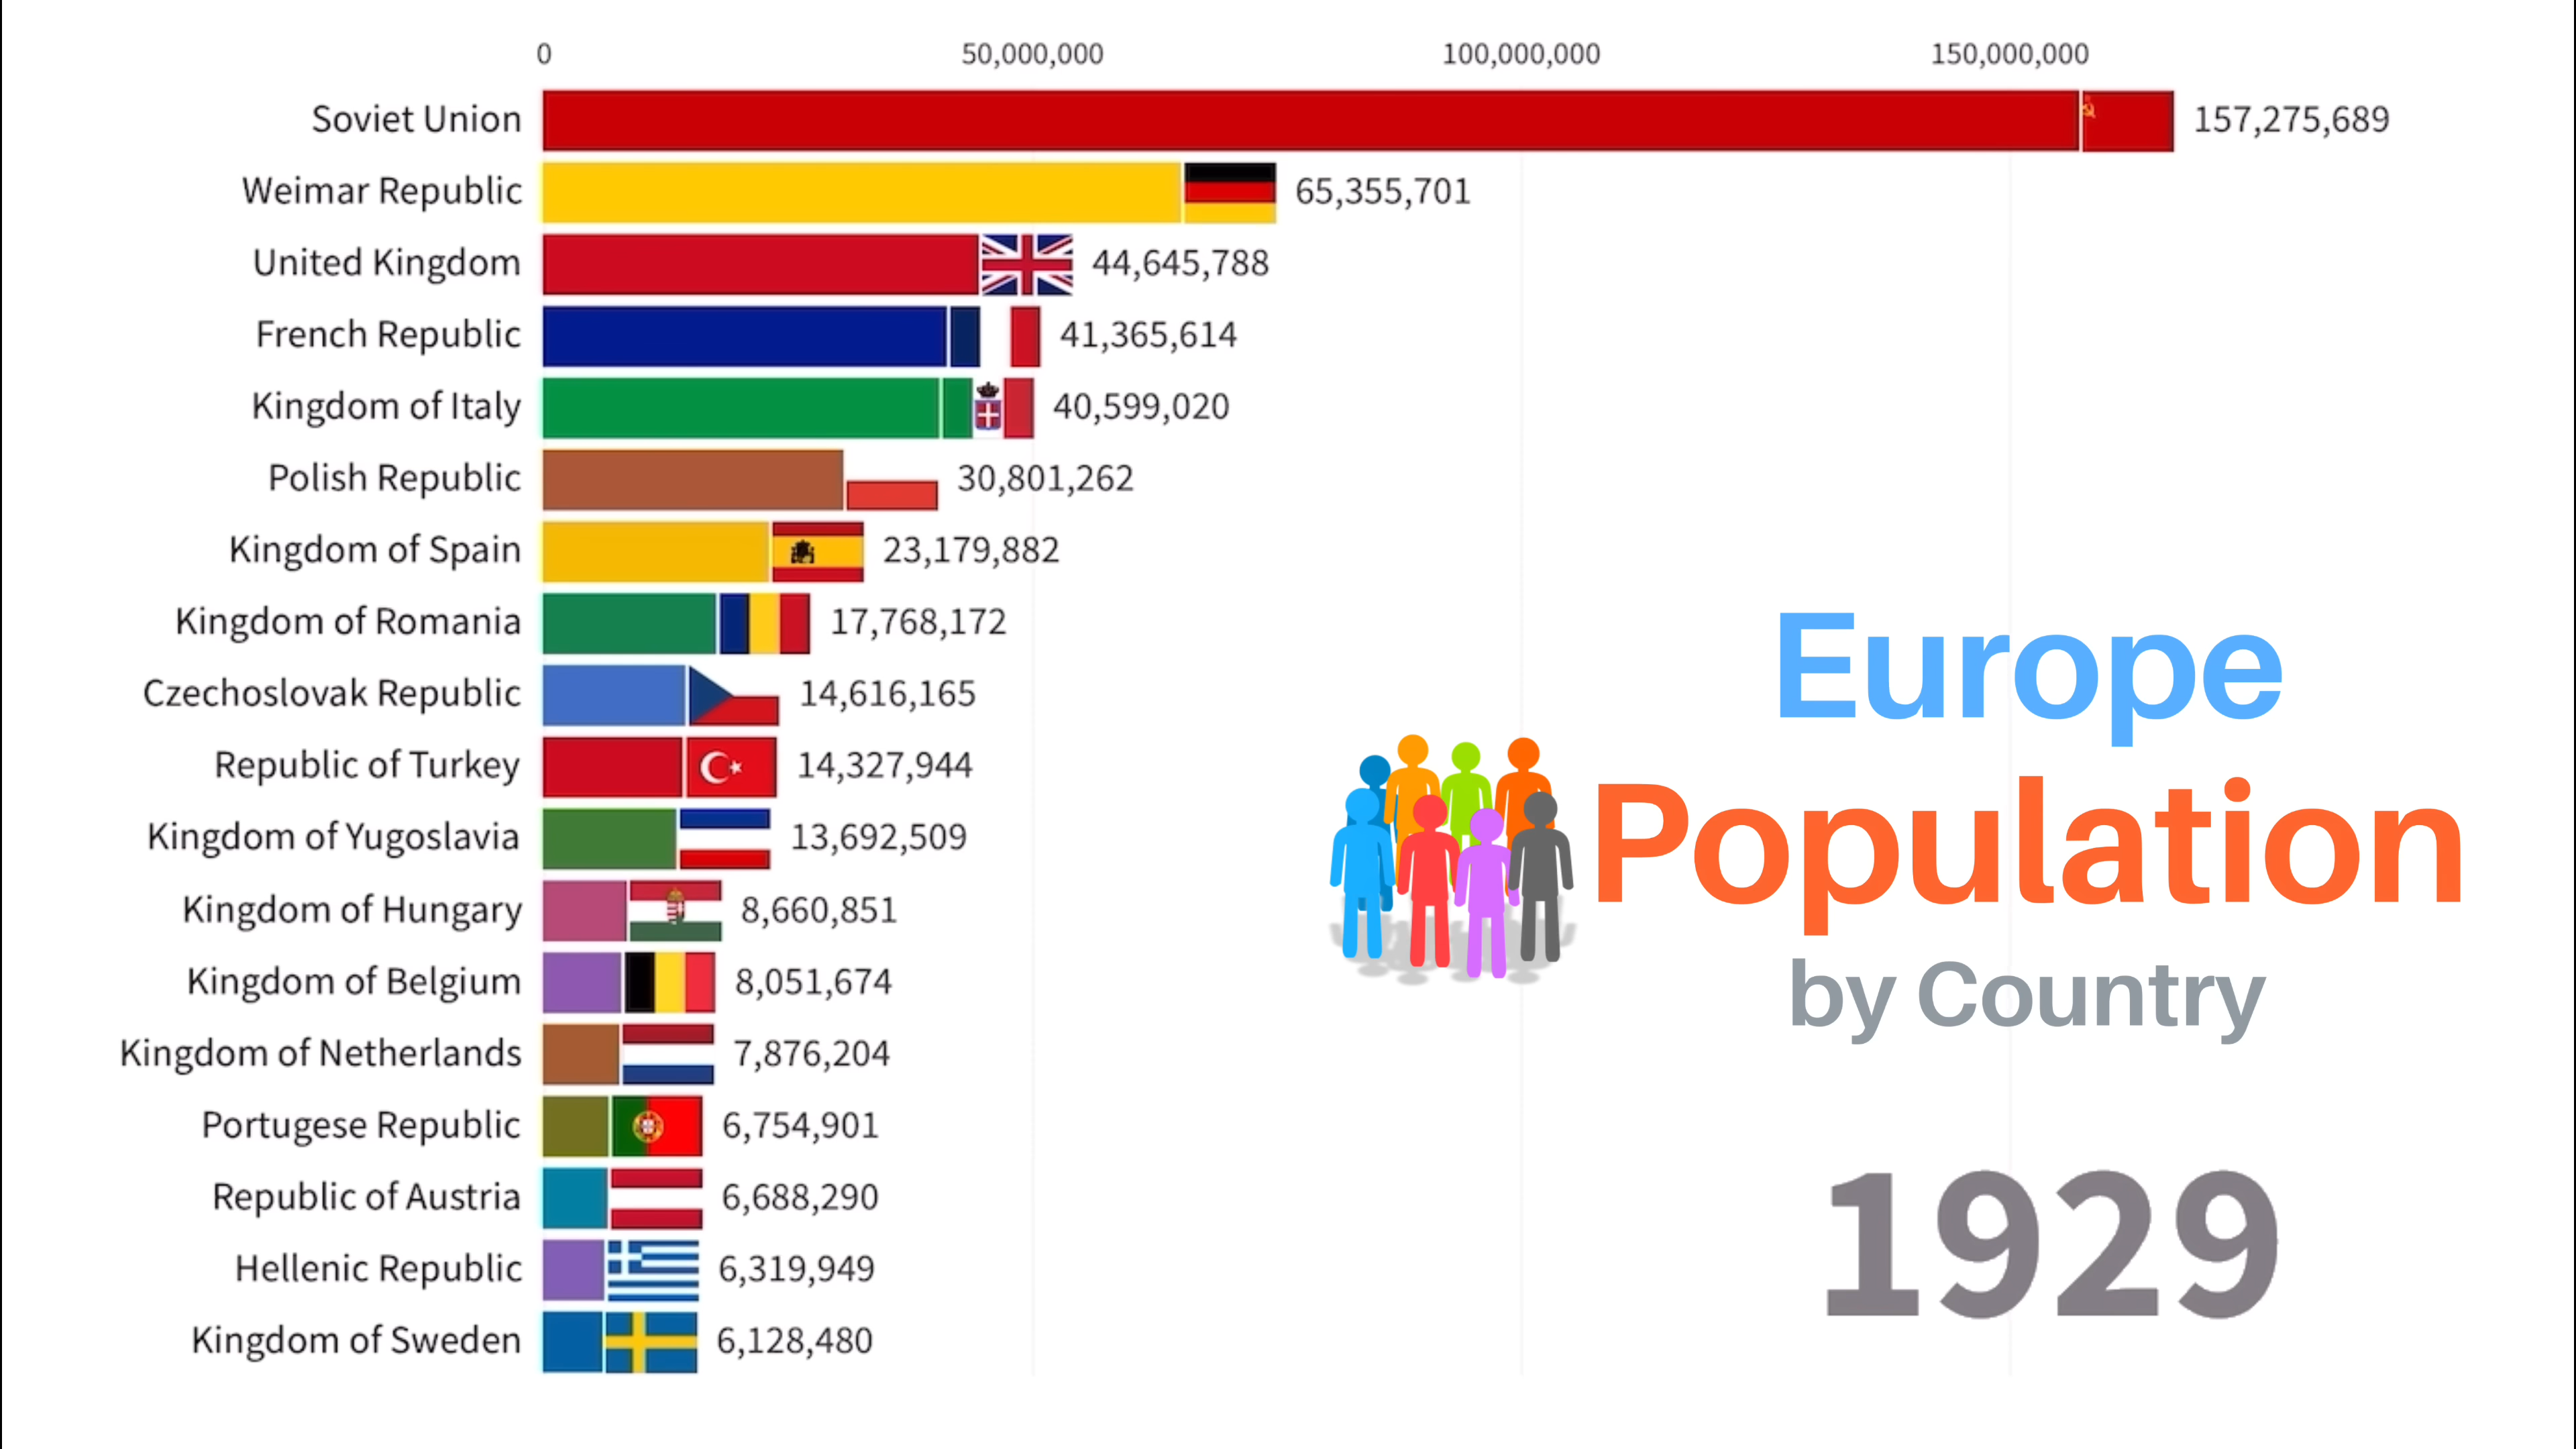 0 50,000,000 100,000,000 150,000,000
Soviet Union 157,275,689
Weimar Republic 65,355,701
United Kingdom 44,645,788
French Republic 41,365,614
Kingdom of Italy 40,599,020
Polish Republic 30,801,262
Kingdom of Spain 23,179,882
Kingdom of Romania 17,768,172
Czechoslovak Republic 14,616,165
Republic of Turkey 14,327,944
Kingdom of Yugoslavia 13,692,509
Kingdom of Hungary 8,660,851
Kingdom of Belgium 8,051,674
Kingdom of Netherlands 7,876,204
Portugese Republic 6,754,901
Republic of Austria 6,688,290
Hellenic Republic 6,319,949
Kingdom of Sweden 6,128,480
Europe
Population
by Country
1929